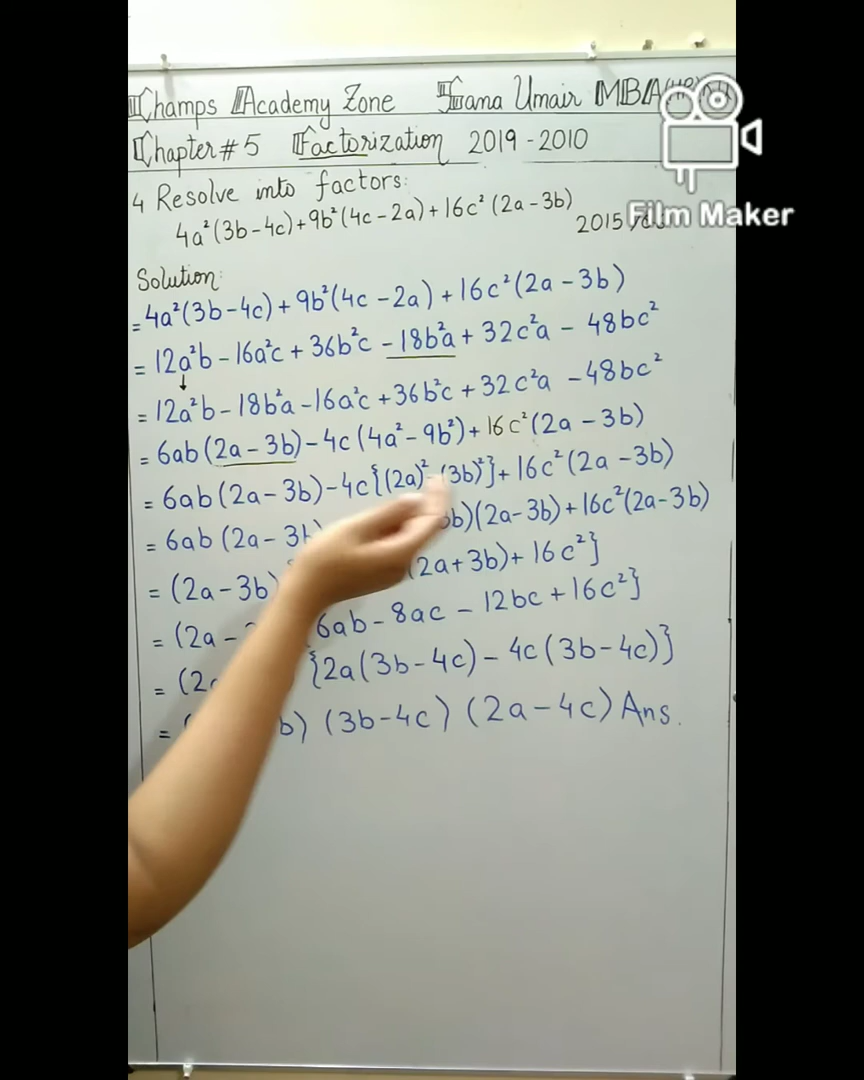 Champs Academy Zone Sana Umair MBA(HR)
Chapter # 5 Factorization 2019 - 2010
4 Resolve into factors:
4a²(3b-4c)+9b²(4c-2a)+16c²(2a-3b)
2015
Film Maker
Solution:
= 4a²(3b-4c) + 9b²(4c-2a) + 16c²(2a-3b)
= 12a²b - 16a²c + 36b²c - 18b²a + 32c²a - 48bc²
= 12a²b - 18b²a - 16a²c + 36b²c + 32c²a - 48bc²
= 6ab(2a-3b) - 4c(4a²-9b²) + 16c²(2a-3b)
= 6ab(2a-3b) - 4c{(2a)²-(3b)²} + 16c²(2a-3b)
= 6ab(2a-3b)(2a-3b) + 16c²(2a-3b)
= (2a-3b) (2a+3b) + 16c²}
= (2a- 6ab - 8ac - 12bc + 16c²}
= {2a(3b-4c) - 4c(3b-4c)}
= b) (3b-4c) (2a-4c) Ans.